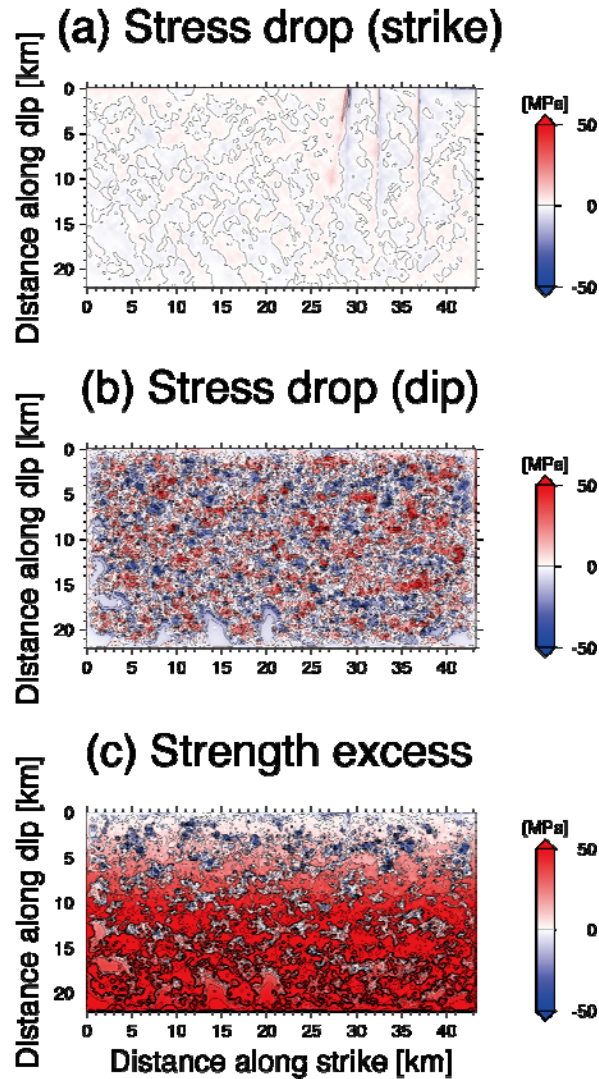 (a) Stress drop (strike)
Distance along dip [km]
0
5
10
15
20
0 5 10 15 20 25 30 35 40
[MPa]
50
0
-50
(b) Stress drop (dip)
Distance along dip [km]
0
5
10
15
20
0 5 10 15 20 25 30 35 40
[MPa]
50
0
-50
(c) Strength excess
Distance along dip [km]
0
5
10
15
20
0 5 10 15 20 25 30 35 40
Distance along strike [km]
[MPa]
50
0
-50